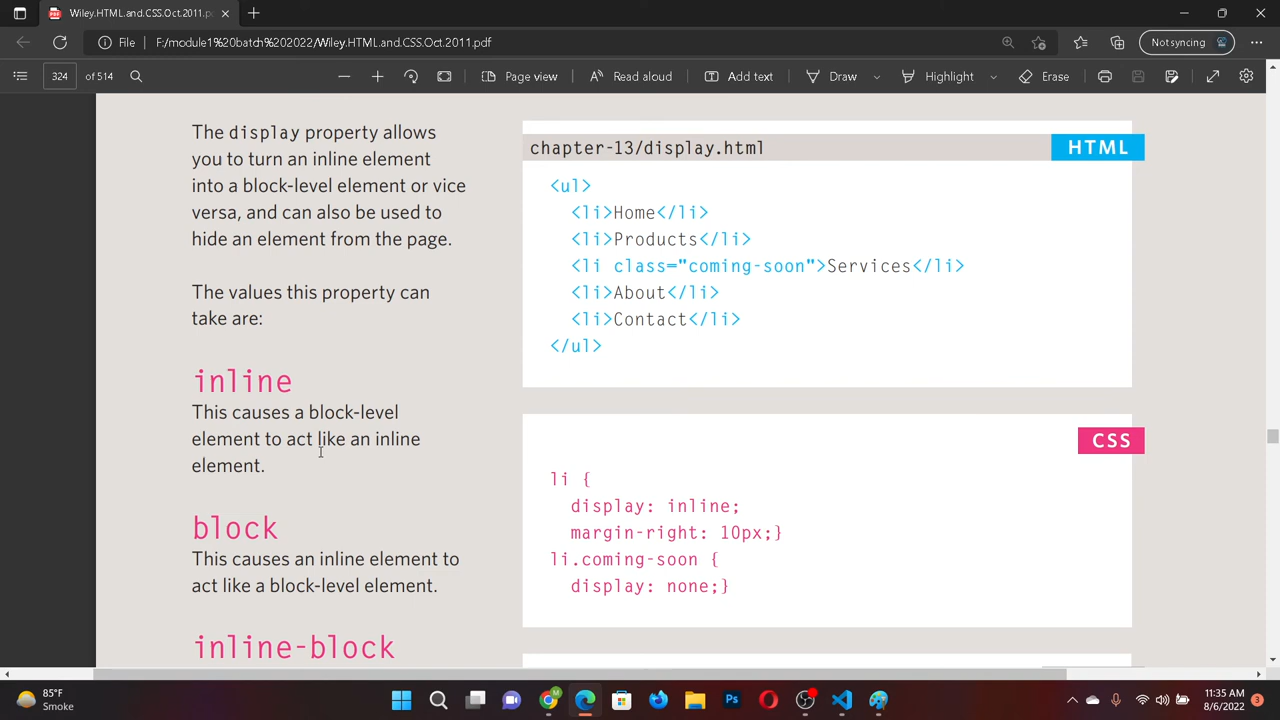 Wiley.HTML.and.CSS.Oct.2011.pd
File F:/module1%20batch%202022/Wiley.HTML.and.CSS.Oct.2011.pdf Not syncing
324 of 514 Page view Read aloud Add text Draw Highlight Erase
The display property allows
you to turn an inline element
into a block-level element or vice
versa, and can also be used to
hide an element from the page.
The values this property can
take are:
inline
This causes a block-level
element to act like an inline
element.
block
This causes an inline element to
act like a block-level element.
inline-block
chapter-13/display.html HTML
<ul>
<li>Home</li>
<li>Products</li>
<li class="coming-soon">Services</li>
<li>About</li>
<li>Contact</li>
</ul>
CSS
li {
display: inline;
margin-right: 10px;}
li.coming-soon {
display: none;}
85°F
Smoke
11:35 AM
8/6/2022
3